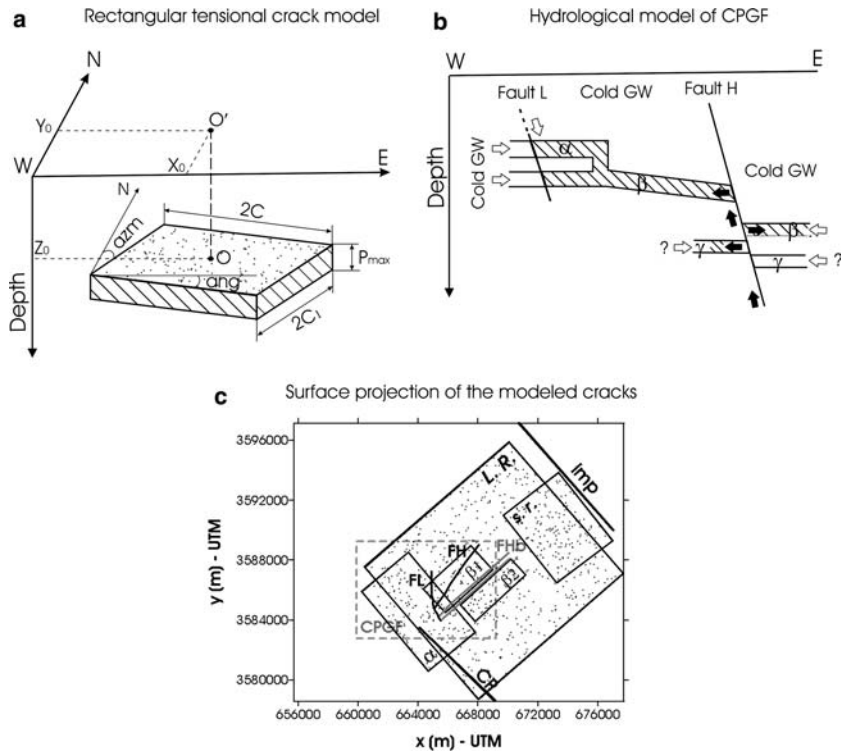 a Rectangular tensional crack model
N
Y0
O'
W
X0
E
N
2C
azm
Z0
O
Pmax
ang
2C1
Depth
b Hydrological model of CPGF
W
E
Fault L
Cold GW
Fault H
α
Cold GW
β
Cold GW
Depth
β
? γ
γ ?
c Surface projection of the modeled cracks
3596000
3592000
3588000
3584000
3580000
y (m) - UTM
L. R.
Imp
s. r.
FH
FHb
β1
FL
β2
CPGF
α
CP
656000 660000 664000 668000 672000 676000
x (m) - UTM